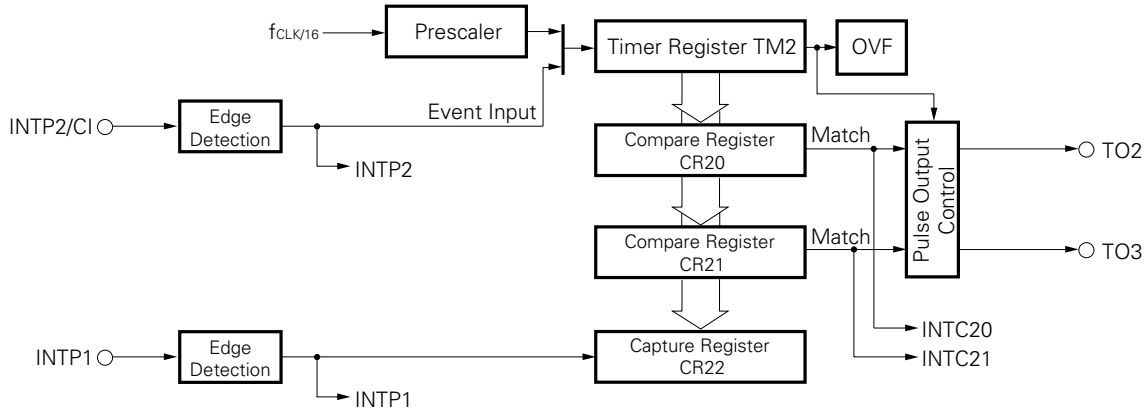 fCLK/16
Prescaler
Timer Register TM2
OVF
INTP2/CI
Edge
Detection
Event Input
INTP2
Compare Register
CR20
Match
Pulse Output
Control
TO2
Compare Register
CR21
Match
TO3
INTC20
INTP1
Edge
Detection
Capture Register
CR22
INTC21
INTP1